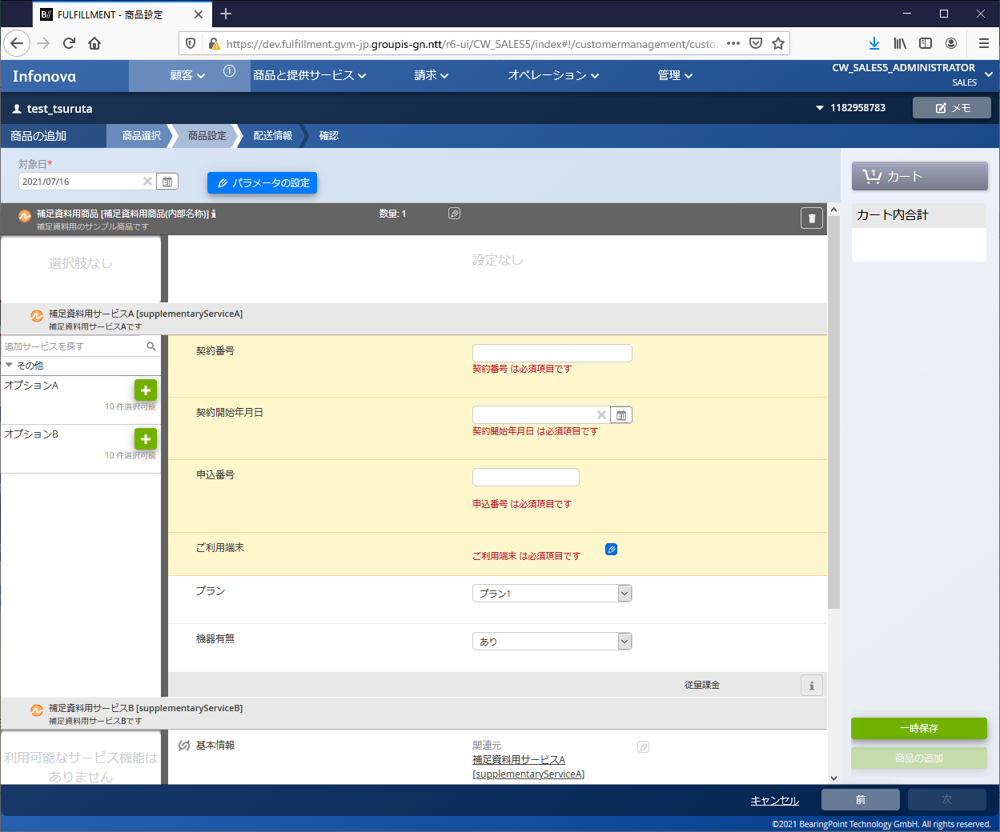 FULFILLMENT - 商品設定
https://dev.fulfillment.gvm-jp.groupis-gn.ntt/r6-ui/CW_SALES5/index#!/customermanagement/custo
Infonova
顧客
1
商品と提供サービス
請求
オペレーション
管理
CW_SALES5_ADMINISTRATOR
SALES
test_tsuruta
1182958783
メモ
商品の追加
商品選択
商品設定
配送情報
確認
対象日*
2021/07/16
パラメータの設定
1
カート
カート内合計
補足資料用商品 [補足資料用商品(内部名称)]
数量: 1
補足資料用のサンプル商品です
選択肢なし
設定なし
補足資料用サービスA [supplementaryServiceA]
補足資料用サービスAです
追加サービスを探す
その他
オプションA
10 件選択可能
オプションB
10 件選択可能
契約番号
契約番号 は必須項目です
契約開始年月日
契約開始年月日 は必須項目です
申込番号
申込番号 は必須項目です
ご利用端末
ご利用端末 は必須項目です
プラン
プラン1
機器有無
あり
従量課金
補足資料用サービスB [supplementaryServiceB]
補足資料用サービスBです
利用可能なサービス機能は
ありません
基本情報
関連元
補足資料用サービスA
[supplementaryServiceA]
一時保存
商品の追加
キャンセル
前
次
©2021 BearingPoint Technology GmbH. All rights reserved.